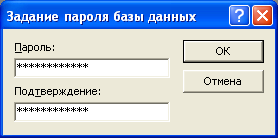 Задание пароля базы данных
Пароль:
************
ОК
Отмена
Подтверждение:
************